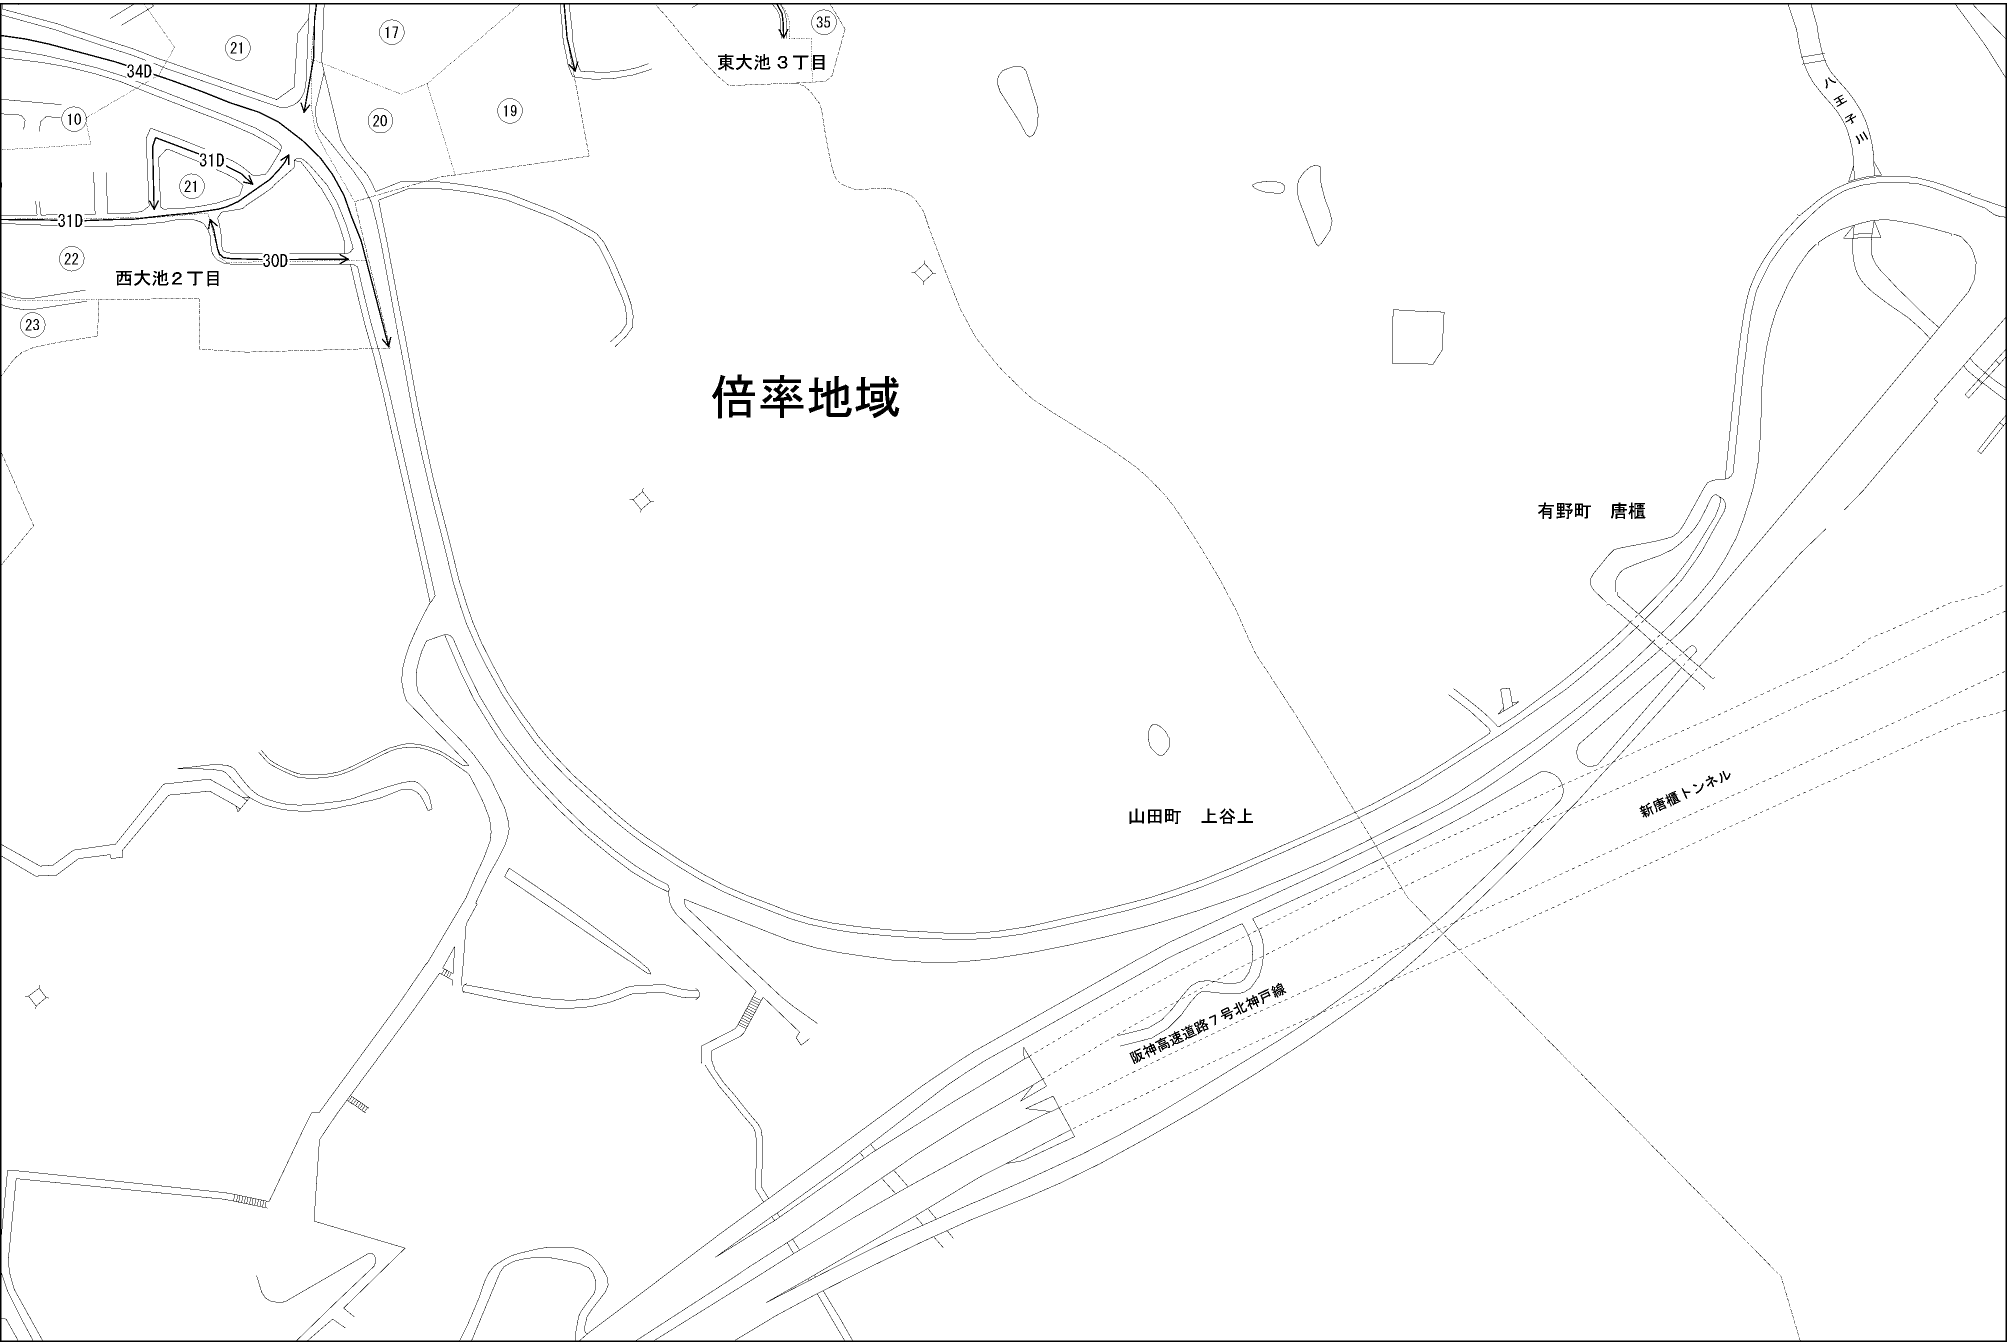 17
35
21
34D
東大池３丁目
八王子川
10
20
19
31D
21
31D
22
30D
西大池２丁目
23
倍率地域
有野町　唐櫃
新唐櫃トンネル
山田町　上谷上
阪神高速道路７号北神戸線